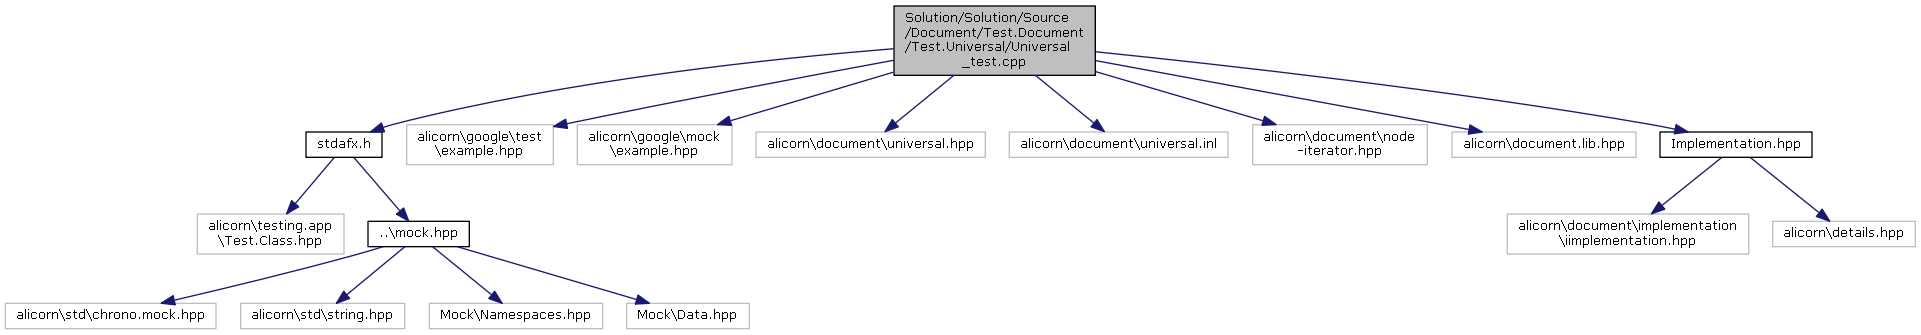 Solution/Solution/Source
/Document/Test.Document
/Test.Universal/Universal
_test.cpp
stdafx.h
alicorn\google\test
\example.hpp
alicorn\google\mock
\example.hpp
alicorn\document\universal.hpp
alicorn\document\universal.inl
alicorn\document\node
-iterator.hpp
alicorn\document.lib.hpp
Implementation.hpp
alicorn\testing.app
\Test.Class.hpp
..\mock.hpp
alicorn\document\implementation
\iimplementation.hpp
alicorn\details.hpp
alicorn\std\chrono.mock.hpp
alicorn\std\string.hpp
Mock\Namespaces.hpp
Mock\Data.hpp